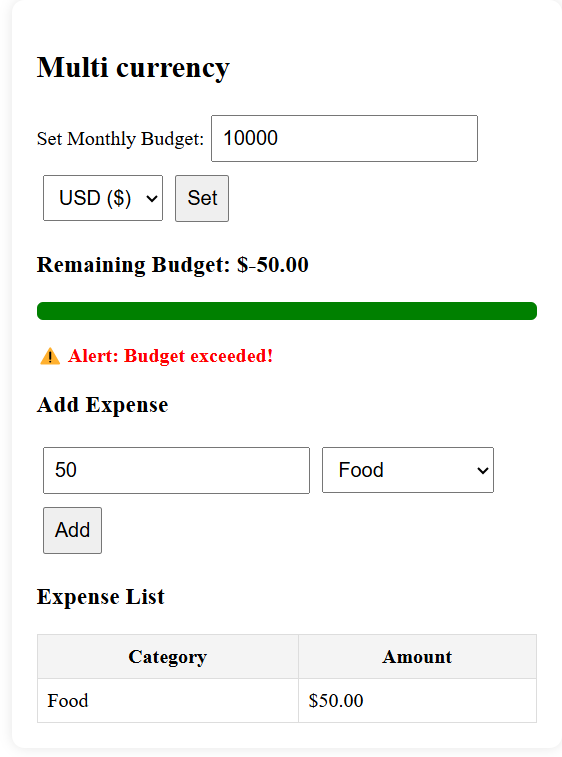 Multi currency
Set Monthly Budget: 10000
USD ($) Set
Remaining Budget: $-50.00
⚠️ Alert: Budget exceeded!
Add Expense
50 Food
Add
Expense List
Category Amount
Food $50.00